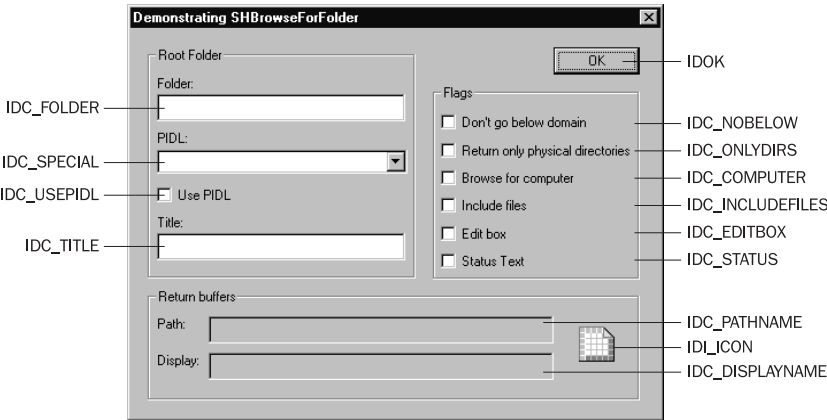 Demonstrating SHBrowseForFolder
Root Folder
OK
IDOK
Folder:
Flags
IDC_FOLDER
Don't go below domain
IDC_NOBELOW
PIDL:
Return only physical directories
IDC_ONLYDIRS
IDC_SPECIAL
Browse for computer
IDC_COMPUTER
IDC_USEPIDL
Use PIDL
Include files
IDC_INCLUDEFILES
Title:
Edit box
IDC_EDITBOX
IDC_TITLE
Status Text
IDC_STATUS
Return buffers
Path:
IDC_PATHNAME
IDI_ICON
Display:
IDC_DISPLAYNAME